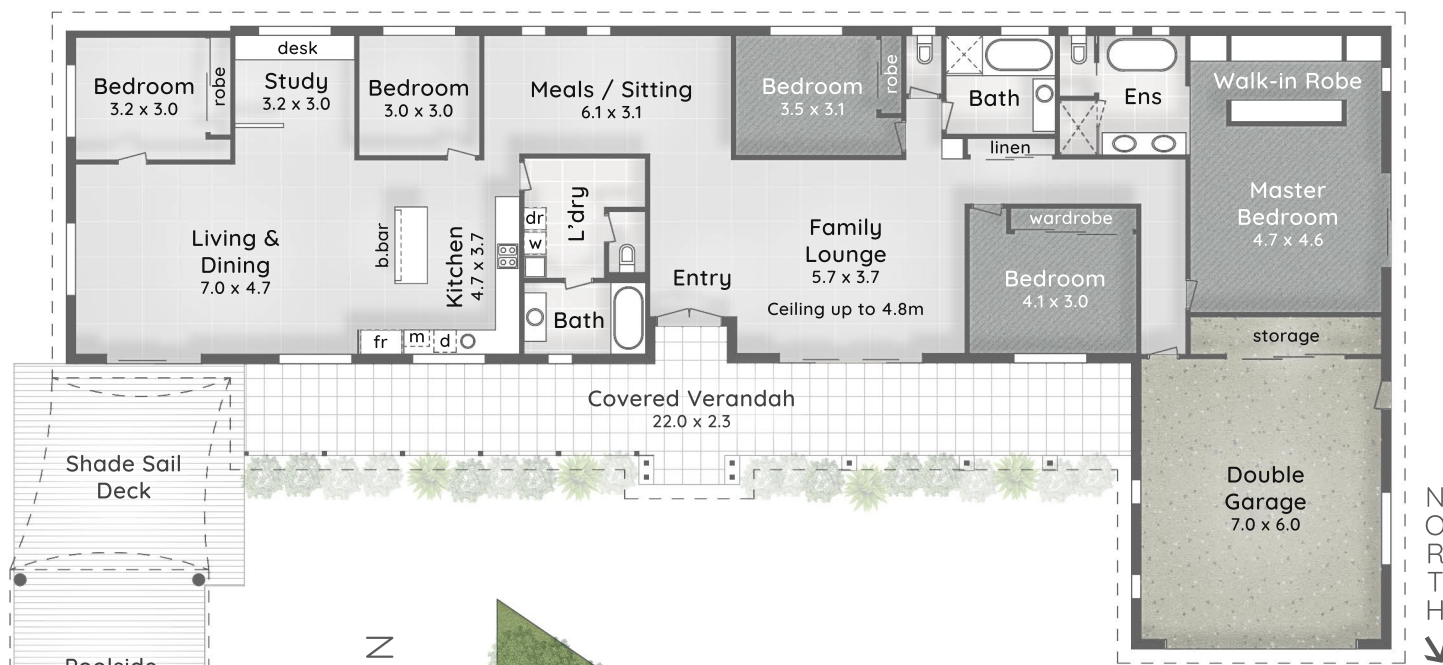 desk
Bedroom
3.2 x 3.0
robe
Study
3.2 x 3.0
Bedroom
3.0 x 3.0
Meals / Sitting
6.1 x 3.1
Bedroom
3.5 x 3.1
robe
Bath
Ens
Walk-in Robe
linen
Living &
Dining
7.0 x 4.7
b.bar
Kitchen
4.7 x 3.7
dr
w
L'dry
Entry
Family
Lounge
5.7 x 3.7
Ceiling up to 4.8m
wardrobe
Bedroom
4.1 x 3.0
Master
Bedroom
4.7 x 4.6
fr
m
d
Bath
storage
Covered Verandah
22.0 x 2.3
Shade Sail
Deck
Double
Garage
7.0 x 6.0
NORTH
Z